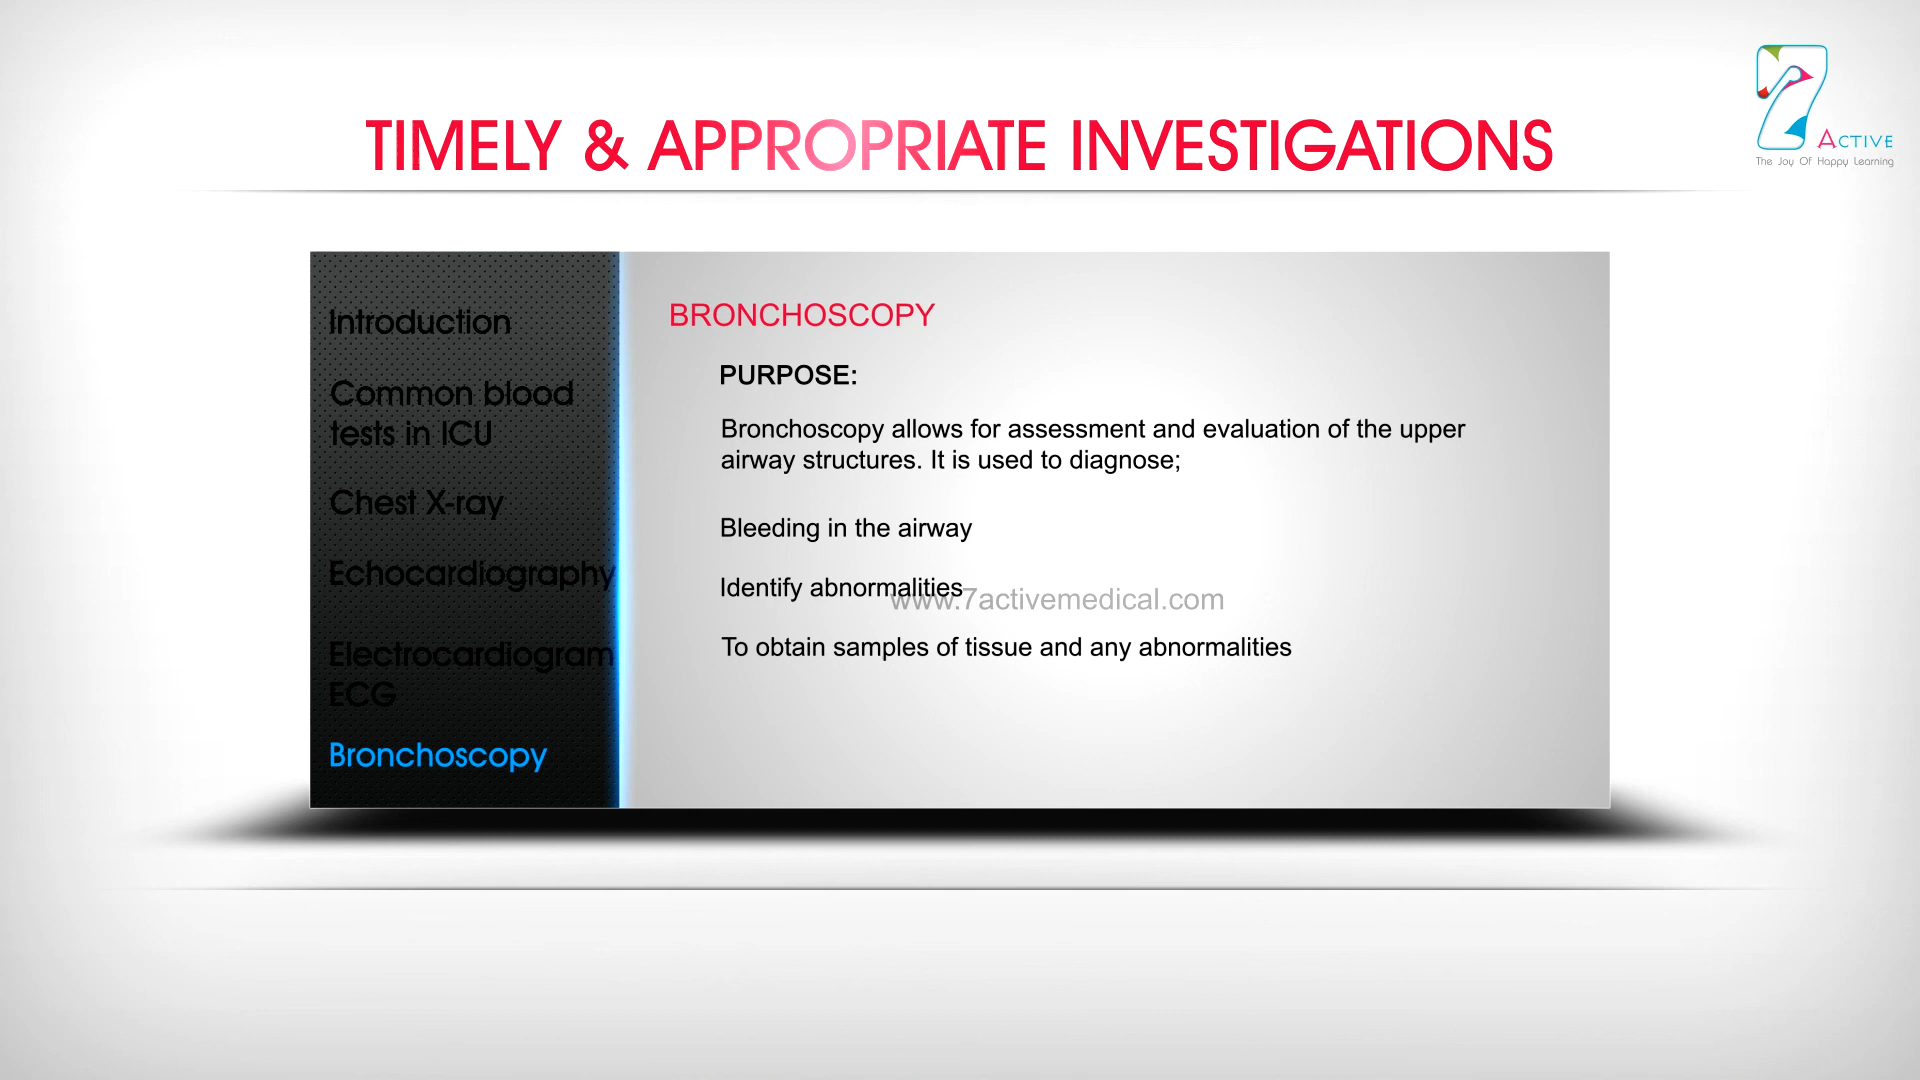 TIMELY & APPROPRIATE INVESTIGATIONS
7
ACTIVE
The Joy Of Happy Learning
Introduction
Common blood
tests in ICU
Chest X-ray
Echocardiography
Electrocardiogram
ECG
Bronchoscopy
BRONCHOSCOPY
PURPOSE:
Bronchoscopy allows for assessment and evaluation of the upper
airway structures. It is used to diagnose;
Bleeding in the airway
Identify abnormalities
www.7activemedical.com
To obtain samples of tissue and any abnormalities